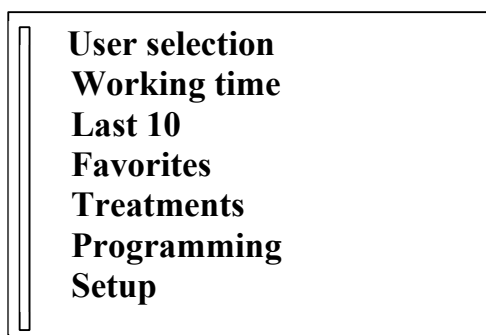 User selection
Working time
Last 10
Favorites
Treatments
Programming
Setup